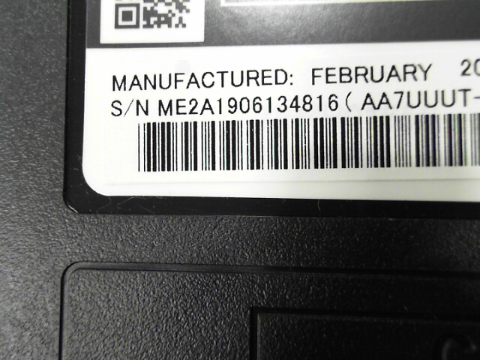 MANUFACTURED: FEBRUARY 20
S/N ME2A1906134816( AA7UUUT-